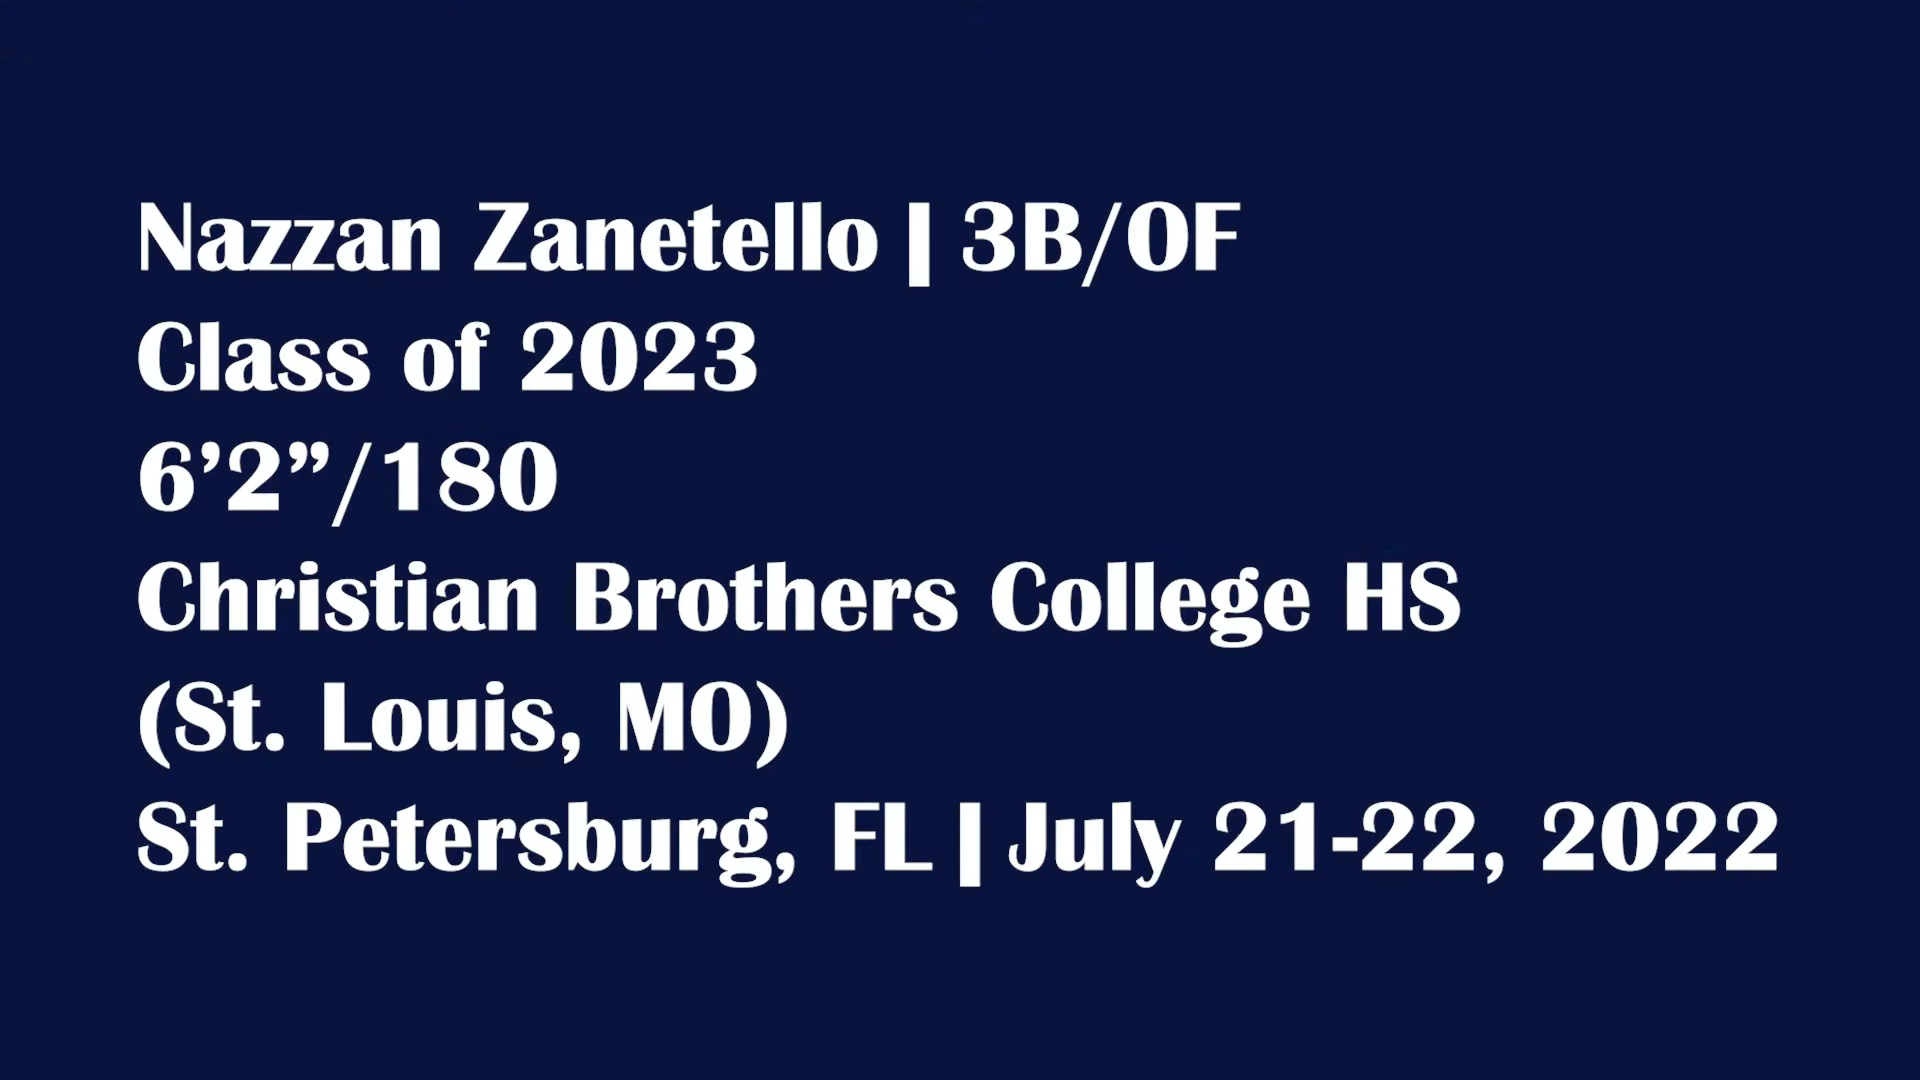 Nazzan Zanetello | 3B/OF
Class of 2023
6’2”/180
Christian Brothers College HS
(St. Louis, MO)
St. Petersburg, FL | July 21-22, 2022